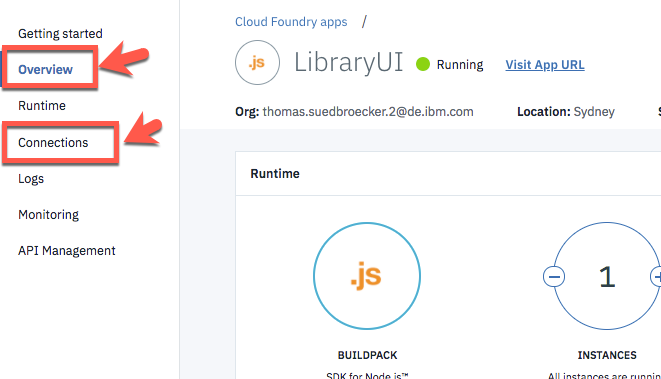 Getting started
Overview
Runtime
Connections
Logs
Monitoring
API Management
Cloud Foundry apps /
.js LibraryUI Running Visit App URL
Org: thomas.suedbroecker.2@de.ibm.com Location: Sydney
Runtime
.js
BUILDPACK
SDK for Node.js™
1
INSTANCES
All instances are running